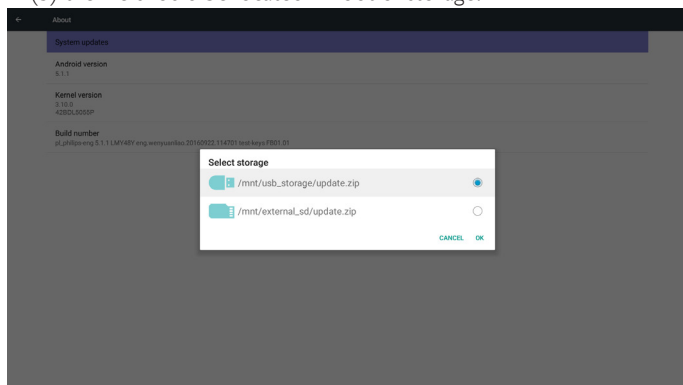 ←
About
System updates
Android version
5.1.1
Kernel version
3.10.0
42BDL5055P
Build number
Select storage
/mnt/usb_storage/update.zip
/mnt/external_sd/update.zip
CANCEL OK